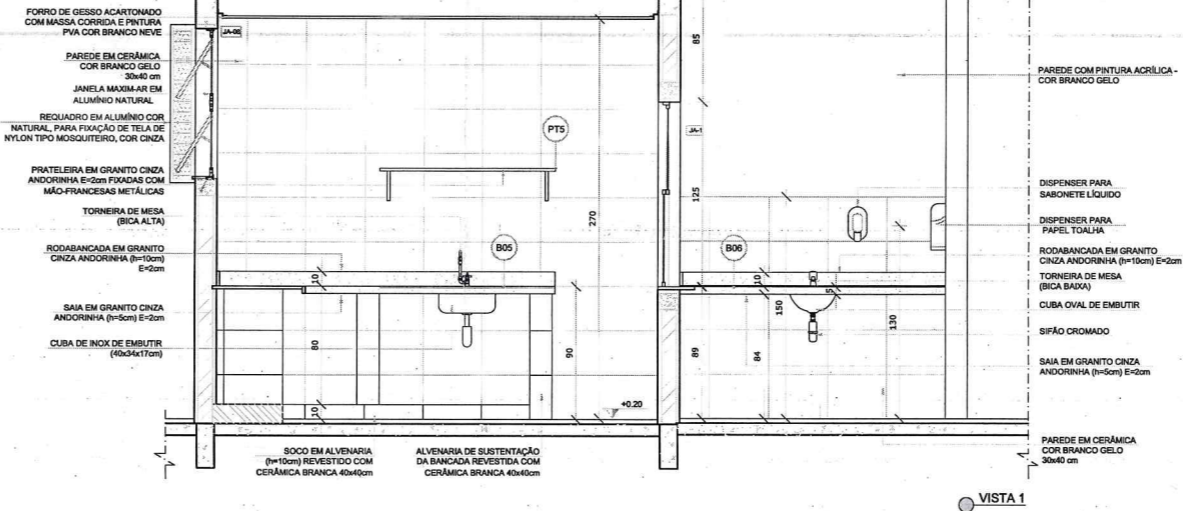 FORRO DE GESSO ACARTONADO
COM MASSA CORRIDA E PINTURA
PVA COR BRANCO NEVE
PAREDE EM CERÂMICA
COR BRANCO GELO
30x40 cm
JANELA MAXIM-AR EM
ALUMÍNIO NATURAL
REQUADRO EM ALUMÍNIO COR
NATURAL, PARA FIXAÇÃO DE TELA DE
NYLON TIPO MOSQUITEIRO, COR CINZA
PRATELEIRA EM GRANITO CINZA
ANDORINHA E=2cm FIXADAS COM
MÃO-FRANCESAS METÁLICAS
TORNEIRA DE MESA
(BICA ALTA)
RODABANCADA EM GRANITO
CINZA ANDORINHA (h=10cm)
E=2cm
SAIA EM GRANITO CINZA
ANDORINHA (h=5cm) E=2cm
CUBA DE INOX DE EMBUTIR
(40x34x17cm)
JA-08
PT5
B05
270
10
80
10
90
+0.20
SOCO EM ALVENARIA
(h=10cm) REVESTIDO COM
CERÂMICA BRANCA 40x40cm
ALVENARIA DE SUSTENTAÇÃO
DA BANCADA REVESTIDA COM
CERÂMICA BRANCA 40x40cm
85
JA-1
125
B06
10
5
150
130
89
84
PAREDE COM PINTURA ACRÍLICA -
COR BRANCO GELO
DISPENSER PARA
SABONETE LÍQUIDO
DISPENSER PARA
PAPEL TOALHA
RODABANCADA EM GRANITO
CINZA ANDORINHA (h=10cm) E=2cm
TORNEIRA DE MESA
(BICA BAIXA)
CUBA OVAL DE EMBUTIR
SIFÃO CROMADO
SAIA EM GRANITO CINZA
ANDORINHA (h=5cm) E=2cm
PAREDE EM CERÂMICA
COR BRANCO GELO
30x40 cm
VISTA 1